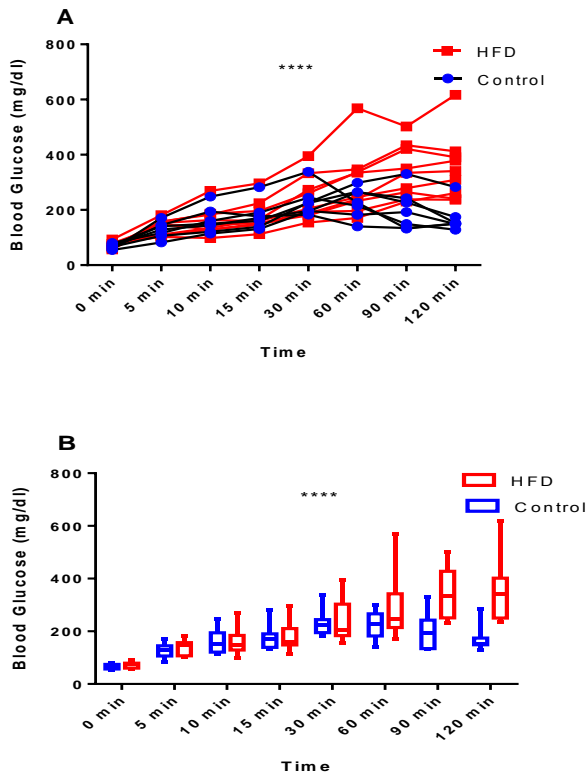 A
800
600
400
200
0
Blood Glucose (mg/dl)
****
HFD
Control
0 min
5 min
10 min
15 min
30 min
60 min
90 min
120 min
Time
B
800
600
400
200
0
Blood Glucose (mg/dl)
****
HFD
Control
0 min
5 min
10 min
15 min
30 min
60 min
90 min
120 min
Time